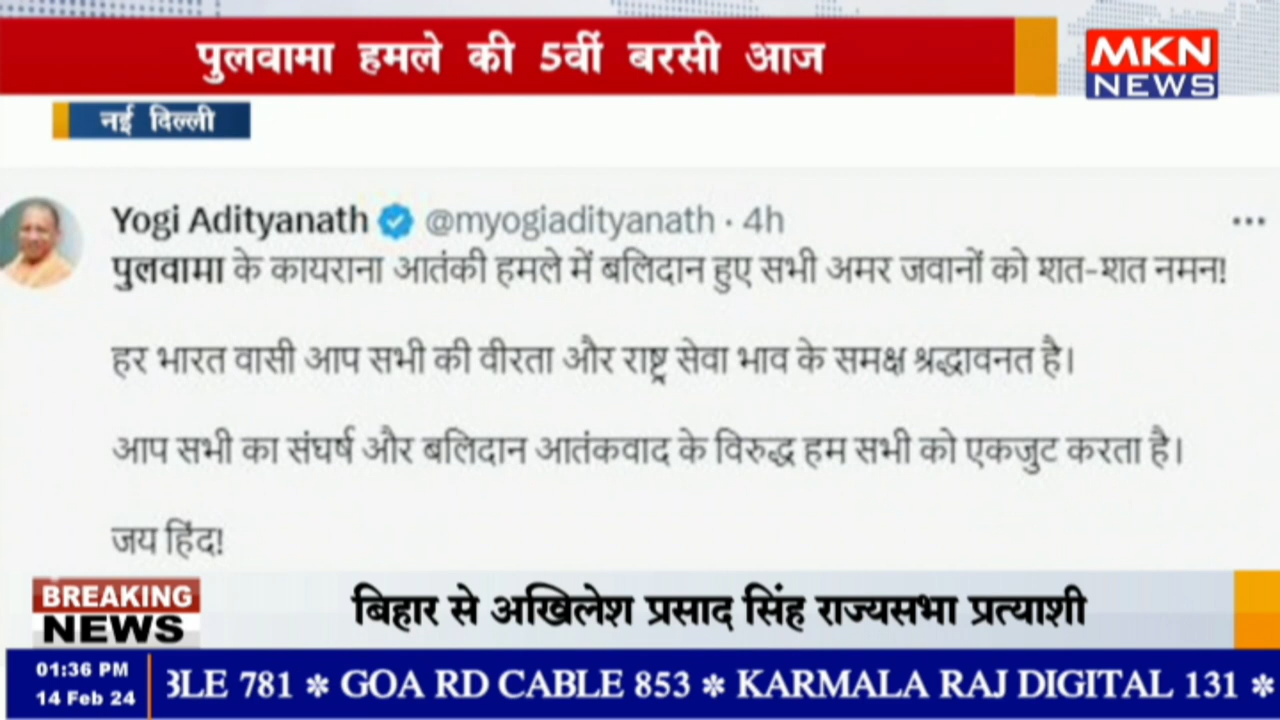 पुलवामा हमले की 5वीं बरसी आज
MKN
NEWS
नई दिल्ली
Yogi Adityanath @myogiadityanath · 4h
पुलवामा के कायराना आतंकी हमले में बलिदान हुए सभी अमर जवानों को शत-शत नमन!
हर भारत वासी आप सभी की वीरता और राष्ट्र सेवा भाव के समक्ष श्रद्धावनत है।
आप सभी का संघर्ष और बलिदान आतंकवाद के विरुद्ध हम सभी को एकजुट करता है।
जय हिंद!
BREAKING
NEWS
बिहार से अखिलेश प्रसाद सिंह राज्यसभा प्रत्याशी
01:36 PM
14 Feb 24
BLE 781 * GOA RD CABLE 853 * KARMALA RAJ DIGITAL 131 *